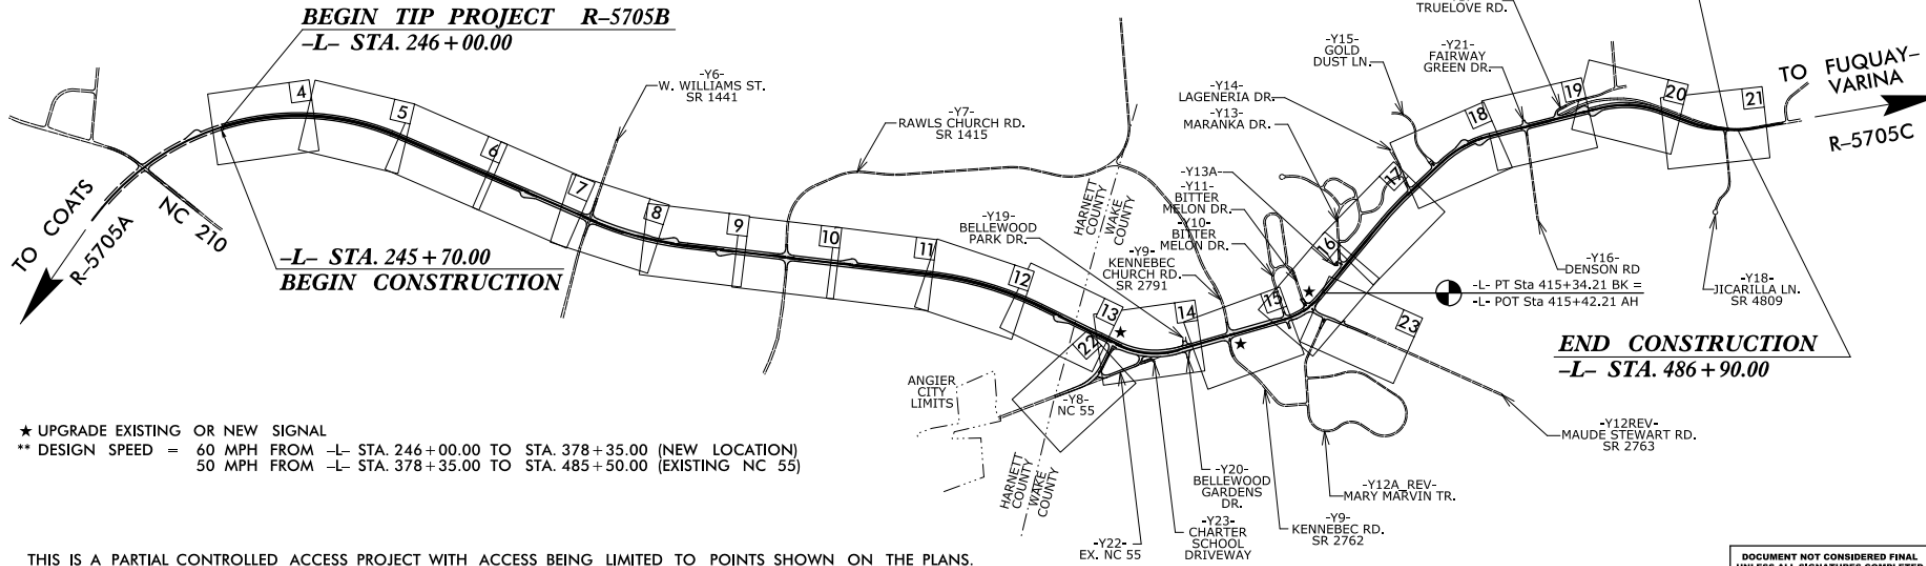 BEGIN TIP PROJECT R-5705B
-L- STA. 246+00.00
TRUELOVE RD.
-Y15-
GOLD
DUST LN.
-Y21-
FAIRWAY
GREEN DR.
TO FUQUAY-
VARINA
R-5705C
-Y6-
W. WILLIAMS ST.
SR 1441
-Y7-
RAWLS CHURCH RD.
SR 1415
-Y14-
LAGENERIA DR.
-Y13-
MARANKA DR.
-Y13A-
-Y11-
BITTER
MELON DR.
-Y10-
BITTER
MELON DR.
-Y19-
BELLEWOOD
PARK DR.
-Y9-
KENNEBEC
CHURCH RD.
SR 2791
HARNETT
COUNTY
WAKE
COUNTY
4
5
6
7
8
9
10
11
12
13
14
15
16
17
18
19
20
21
22
23
TO COATS
R-5705A
NC 210
-L- STA. 245+70.00
BEGIN CONSTRUCTION
-Y16-
DENSON RD
-L- PT Sta 415+34.21 BK =
-L- POT Sta 415+42.21 AH
-Y18-
JICARILLA LN.
SR 4809
END CONSTRUCTION
-L- STA. 486+90.00
ANGIER
CITY
LIMITS
-Y8-
NC 55
★ UPGRADE EXISTING OR NEW SIGNAL
** DESIGN SPEED = 60 MPH FROM -L- STA. 246+00.00 TO STA. 378+35.00 (NEW LOCATION)
50 MPH FROM -L- STA. 378+35.00 TO STA. 485+50.00 (EXISTING NC 55)
HARNETT
COUNTY
WAKE
COUNTY
-Y22-
EX. NC 55
-Y23-
CHARTER
SCHOOL
DRIVEWAY
-Y20-
BELLEWOOD
GARDENS
DR.
-Y9-
KENNEBEC RD.
SR 2762
-Y12A_REV-
MARY MARVIN TR.
-Y12REV-
MAUDE STEWART RD.
SR 2763
THIS IS A PARTIAL CONTROLLED ACCESS PROJECT WITH ACCESS BEING LIMITED TO POINTS SHOWN ON THE PLANS.
DOCUMENT NOT CONSIDERED FINAL
UNLESS ALL SIGNATURES COMPLETED